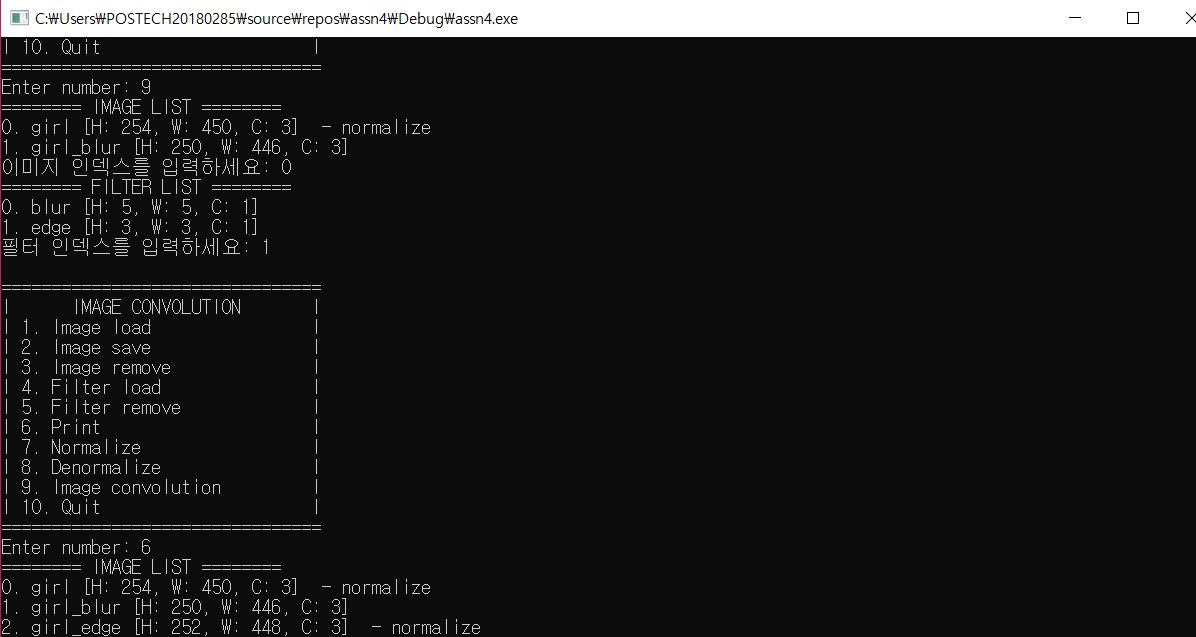 C:₩Users₩POSTECH20180285₩source₩repos₩assn4₩Debug₩assn4.exe
| 10. Quit |
================================
Enter number: 9
======== IMAGE LIST ========
0. girl [H: 254, W: 450, C: 3]  - normalize
1. girl_blur [H: 250, W: 446, C: 3]
이미지 인덱스를 입력하세요: 0
======== FILTER LIST ========
0. blur [H: 5, W: 5, C: 1]
1. edge [H: 3, W: 3, C: 1]
필터 인덱스를 입력하세요: 1
================================
| IMAGE CONVOLUTION |
| 1. Image load |
| 2. Image save |
| 3. Image remove |
| 4. Filter load |
| 5. Filter remove |
| 6. Print |
| 7. Normalize |
| 8. Denormalize |
| 9. Image convolution |
| 10. Quit |
================================
Enter number: 6
======== IMAGE LIST ========
0. girl [H: 254, W: 450, C: 3]  - normalize
1. girl_blur [H: 250, W: 446, C: 3]
2. girl_edge [H: 252, W: 448, C: 3]  - normalize